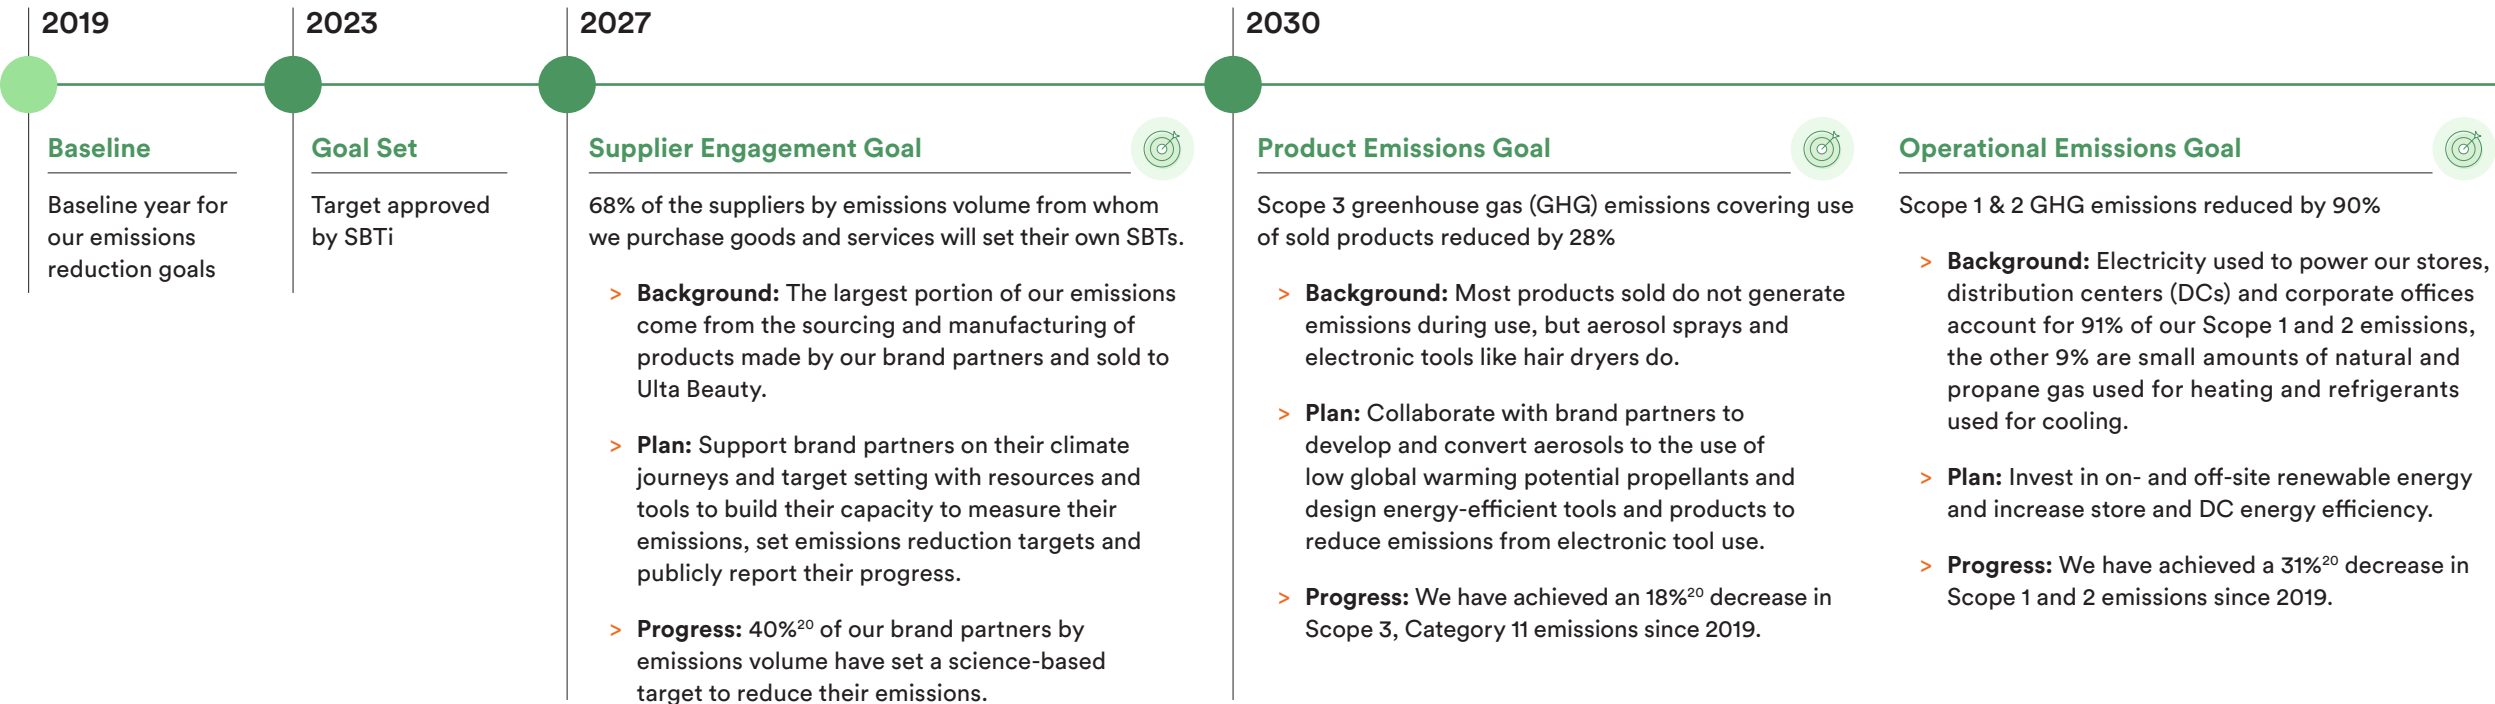 2019
Baseline
Baseline year for
our emissions
reduction goals
2023
Goal Set
Target approved
by SBTi
2027
Supplier Engagement Goal
68% of the suppliers by emissions volume from whom
we purchase goods and services will set their own SBTs.
> Background: The largest portion of our emissions
come from the sourcing and manufacturing of
products made by our brand partners and sold to
Ulta Beauty.
> Plan: Support brand partners on their climate
journeys and target setting with resources and
tools to build their capacity to measure their
emissions, set emissions reduction targets and
publicly report their progress.
> Progress: 40%20 of our brand partners by
emissions volume have set a science-based
target to reduce their emissions.
2030
Product Emissions Goal
Scope 3 greenhouse gas (GHG) emissions covering use
of sold products reduced by 28%
> Background: Most products sold do not generate
emissions during use, but aerosol sprays and
electronic tools like hair dryers do.
> Plan: Collaborate with brand partners to
develop and convert aerosols to the use of
low global warming potential propellants and
design energy-efficient tools and products to
reduce emissions from electronic tool use.
> Progress: We have achieved an 18%20 decrease in
Scope 3, Category 11 emissions since 2019.
Operational Emissions Goal
Scope 1 & 2 GHG emissions reduced by 90%
> Background: Electricity used to power our stores,
distribution centers (DCs) and corporate offices
account for 91% of our Scope 1 and 2 emissions,
the other 9% are small amounts of natural and
propane gas used for heating and refrigerants
used for cooling.
> Plan: Invest in on- and off-site renewable energy
and increase store and DC energy efficiency.
> Progress: We have achieved a 31%20 decrease in
Scope 1 and 2 emissions since 2019.